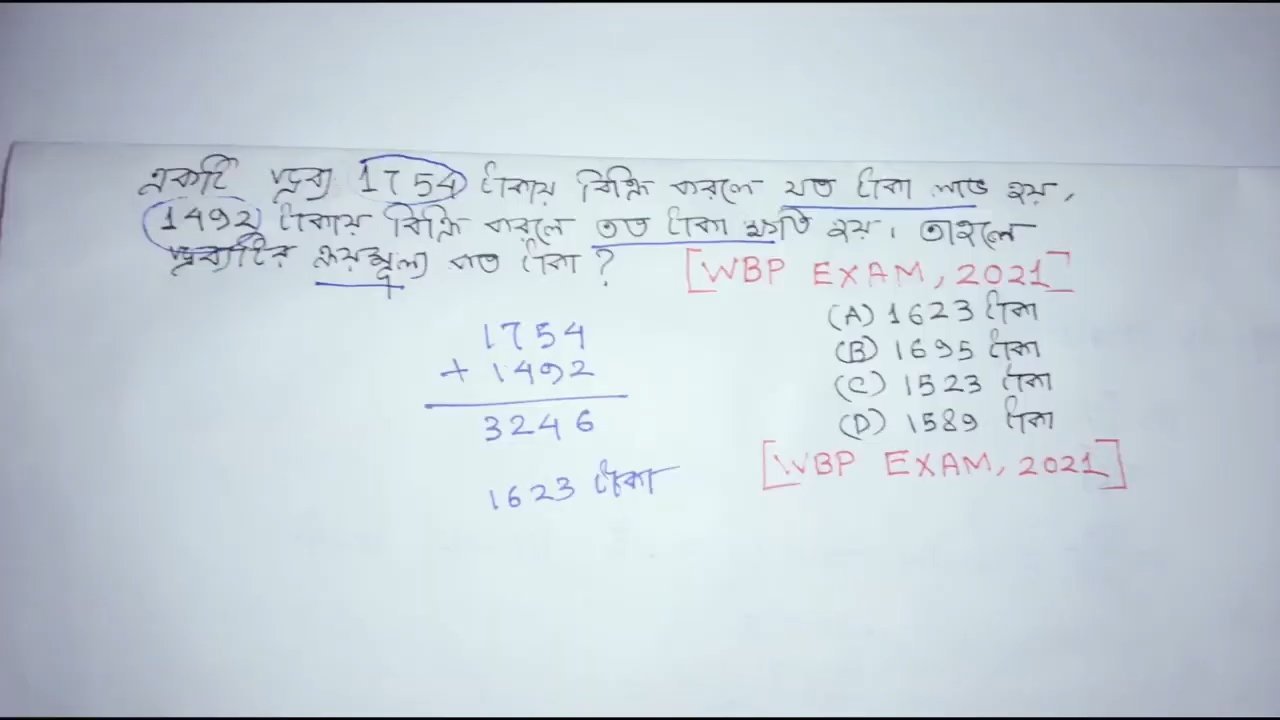 একটি দ্রব্য 1754 টাকায় বিক্রি করলে যত টাকা লাভ হয়,
1492 টাকায় বিক্রি করলে তত টাকা ক্ষতি হয়। তাহলে
দ্রব্যটির ক্রয়মূল্য কত টাকা ? [WBP EXAM, 2021]
(A) 1623 টাকা
(B) 1695 টাকা
(C) 1523 টাকা
(D) 1589 টাকা
[WBP EXAM, 2021]
1754
+ 1492
3246
1623 টাকা